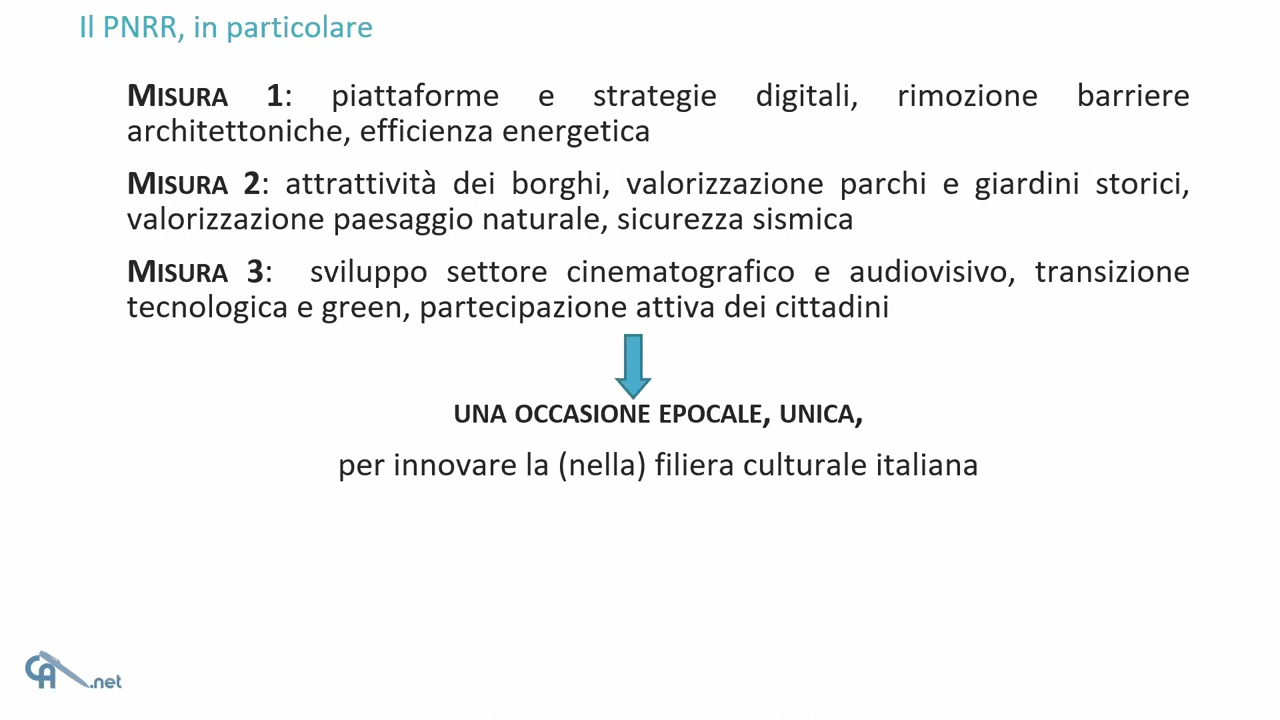 Il PNRR, in particolare
MISURA 1: piattaforme e strategie digitali, rimozione barriere
architettoniche, efficienza energetica
MISURA 2: attrattività dei borghi, valorizzazione parchi e giardini storici,
valorizzazione paesaggio naturale, sicurezza sismica
MISURA 3: sviluppo settore cinematografico e audiovisivo, transizione
tecnologica e green, partecipazione attiva dei cittadini
UNA OCCASIONE EPOCALE, UNICA,
per innovare la (nella) filiera culturale italiana
CA.net